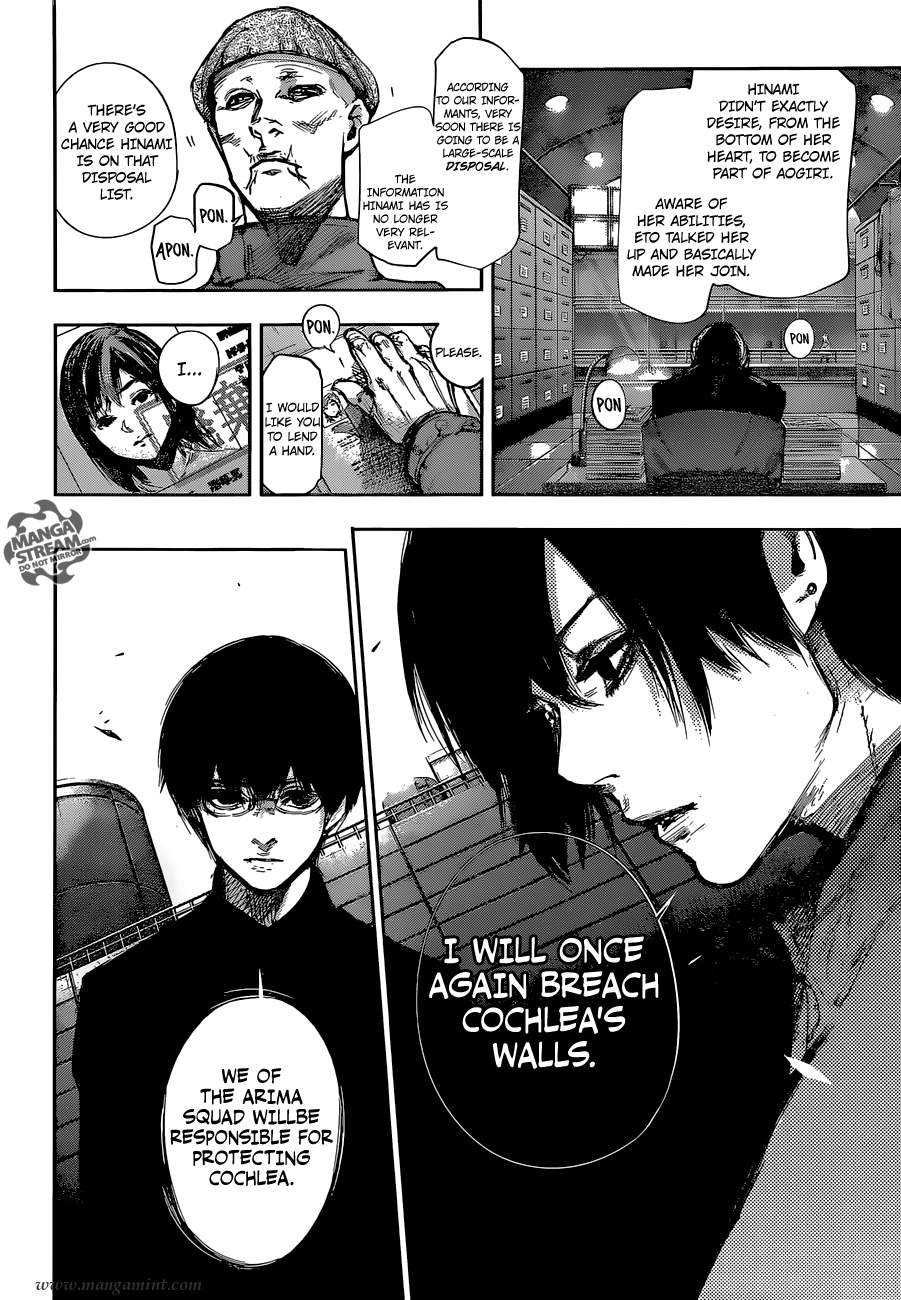 HINAMI
DIDN'T EXACTLY
DESIRE, FROM THE
BOTTOM OF HER
HEART, TO BECOME
PART OF AOGIRI.
AWARE OF
HER ABILITIES,
ETO TALKED HER
UP AND BASICALLY
MADE HER JOIN.
PON
PON
ACCORDING
TO OUR INFOR-
MANTS, VERY
SOON THERE IS
GOING TO BE A
LARGE-SCALE
DISPOSAL.
THE
INFORMATION
HINAMI HAS IS
NO LONGER
VERY REL-
EVANT.
THERE'S
A VERY GOOD
CHANCE HINAMI
IS ON THAT
DISPOSAL
LIST.
PON.
APON.
PLEASE.
PON.
I WOULD
LIKE YOU
TO LEND
A HAND.
I...
MANGA
STREAM.com
DO NOT MIRROR
I WILL ONCE
AGAIN BREACH
COCHLEA'S
WALLS.
WE OF
THE ARIMA
SQUAD WILLBE
RESPONSIBLE FOR
PROTECTING
COCHLEA.
www.mangamint.com